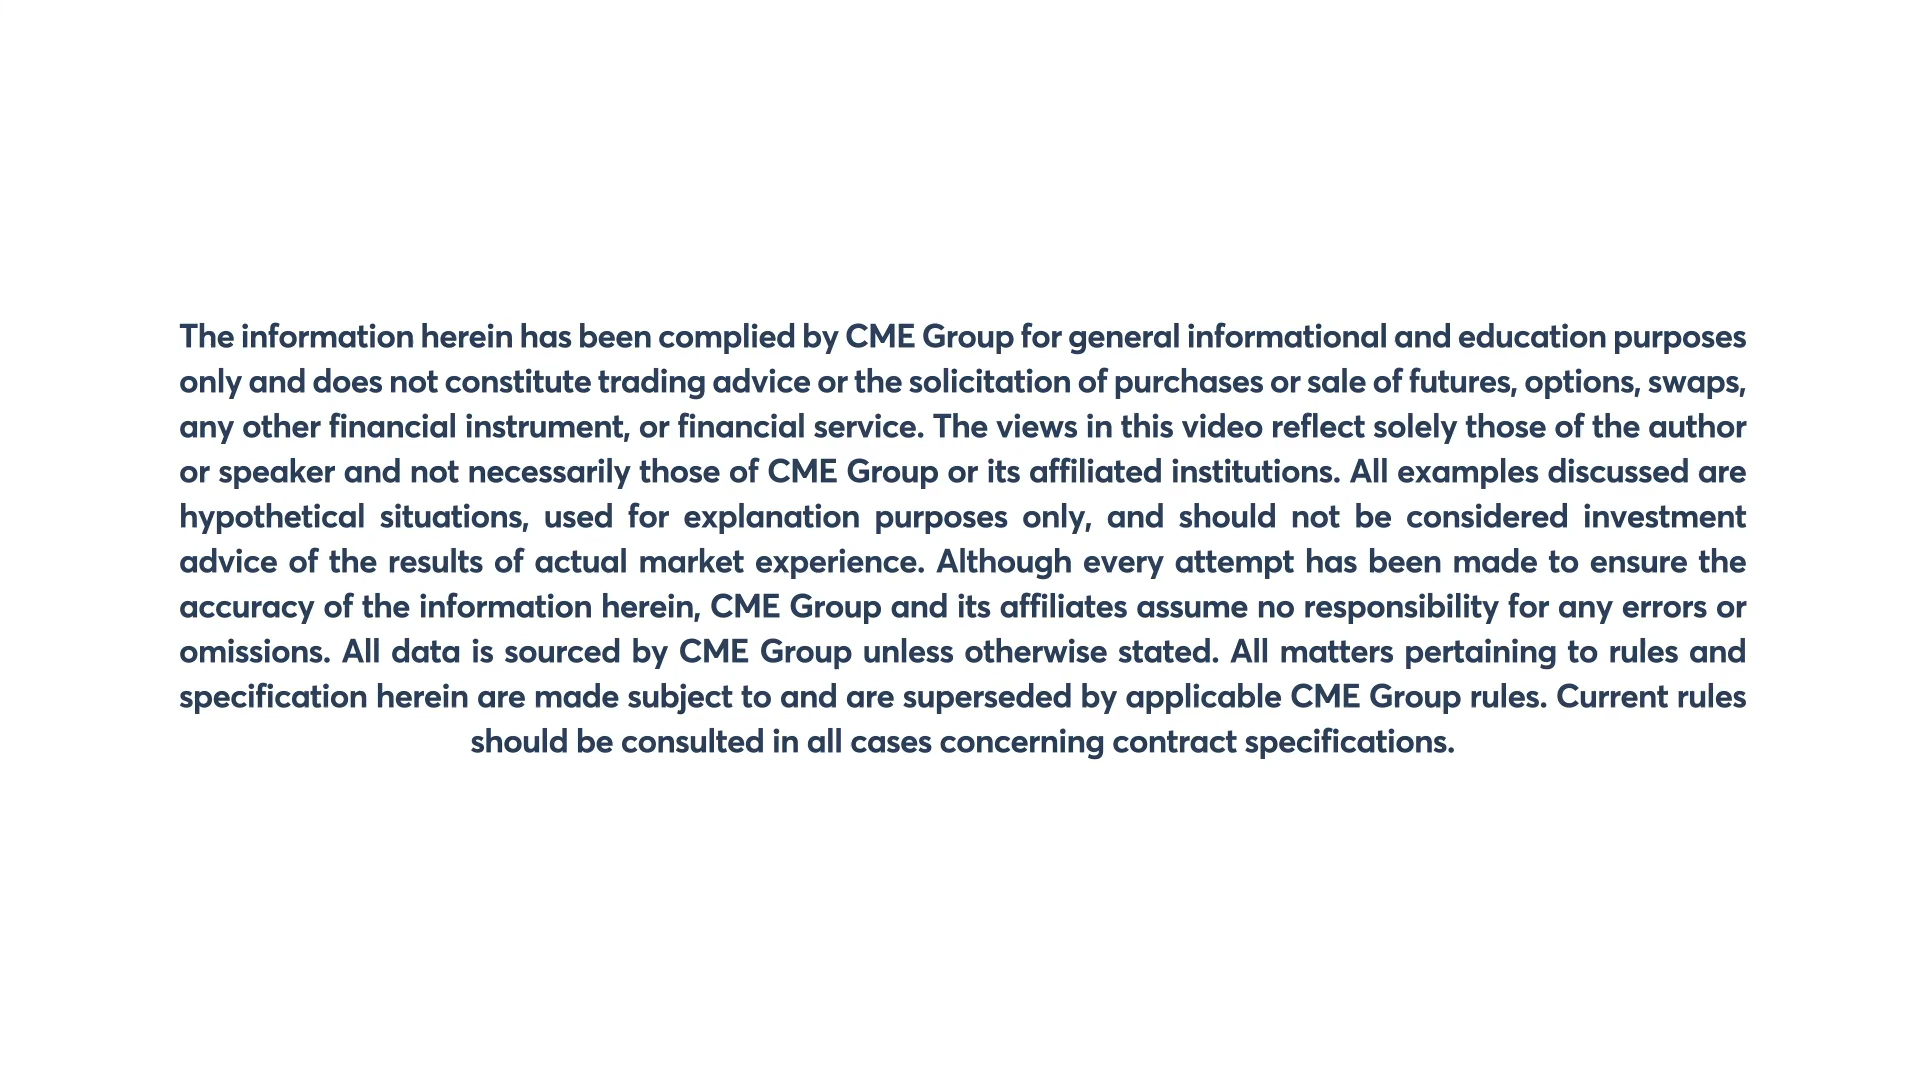 The information herein has been complied by CME Group for general informational and education purposes
only and does not constitute trading advice or the solicitation of purchases or sale of futures, options, swaps,
any other financial instrument, or financial service. The views in this video reflect solely those of the author
or speaker and not necessarily those of CME Group or its affiliated institutions. All examples discussed are
hypothetical situations, used for explanation purposes only, and should not be considered investment
advice of the results of actual market experience. Although every attempt has been made to ensure the
accuracy of the information herein, CME Group and its affiliates assume no responsibility for any errors or
omissions. All data is sourced by CME Group unless otherwise stated. All matters pertaining to rules and
specification herein are made subject to and are superseded by applicable CME Group rules. Current rules
should be consulted in all cases concerning contract specifications.